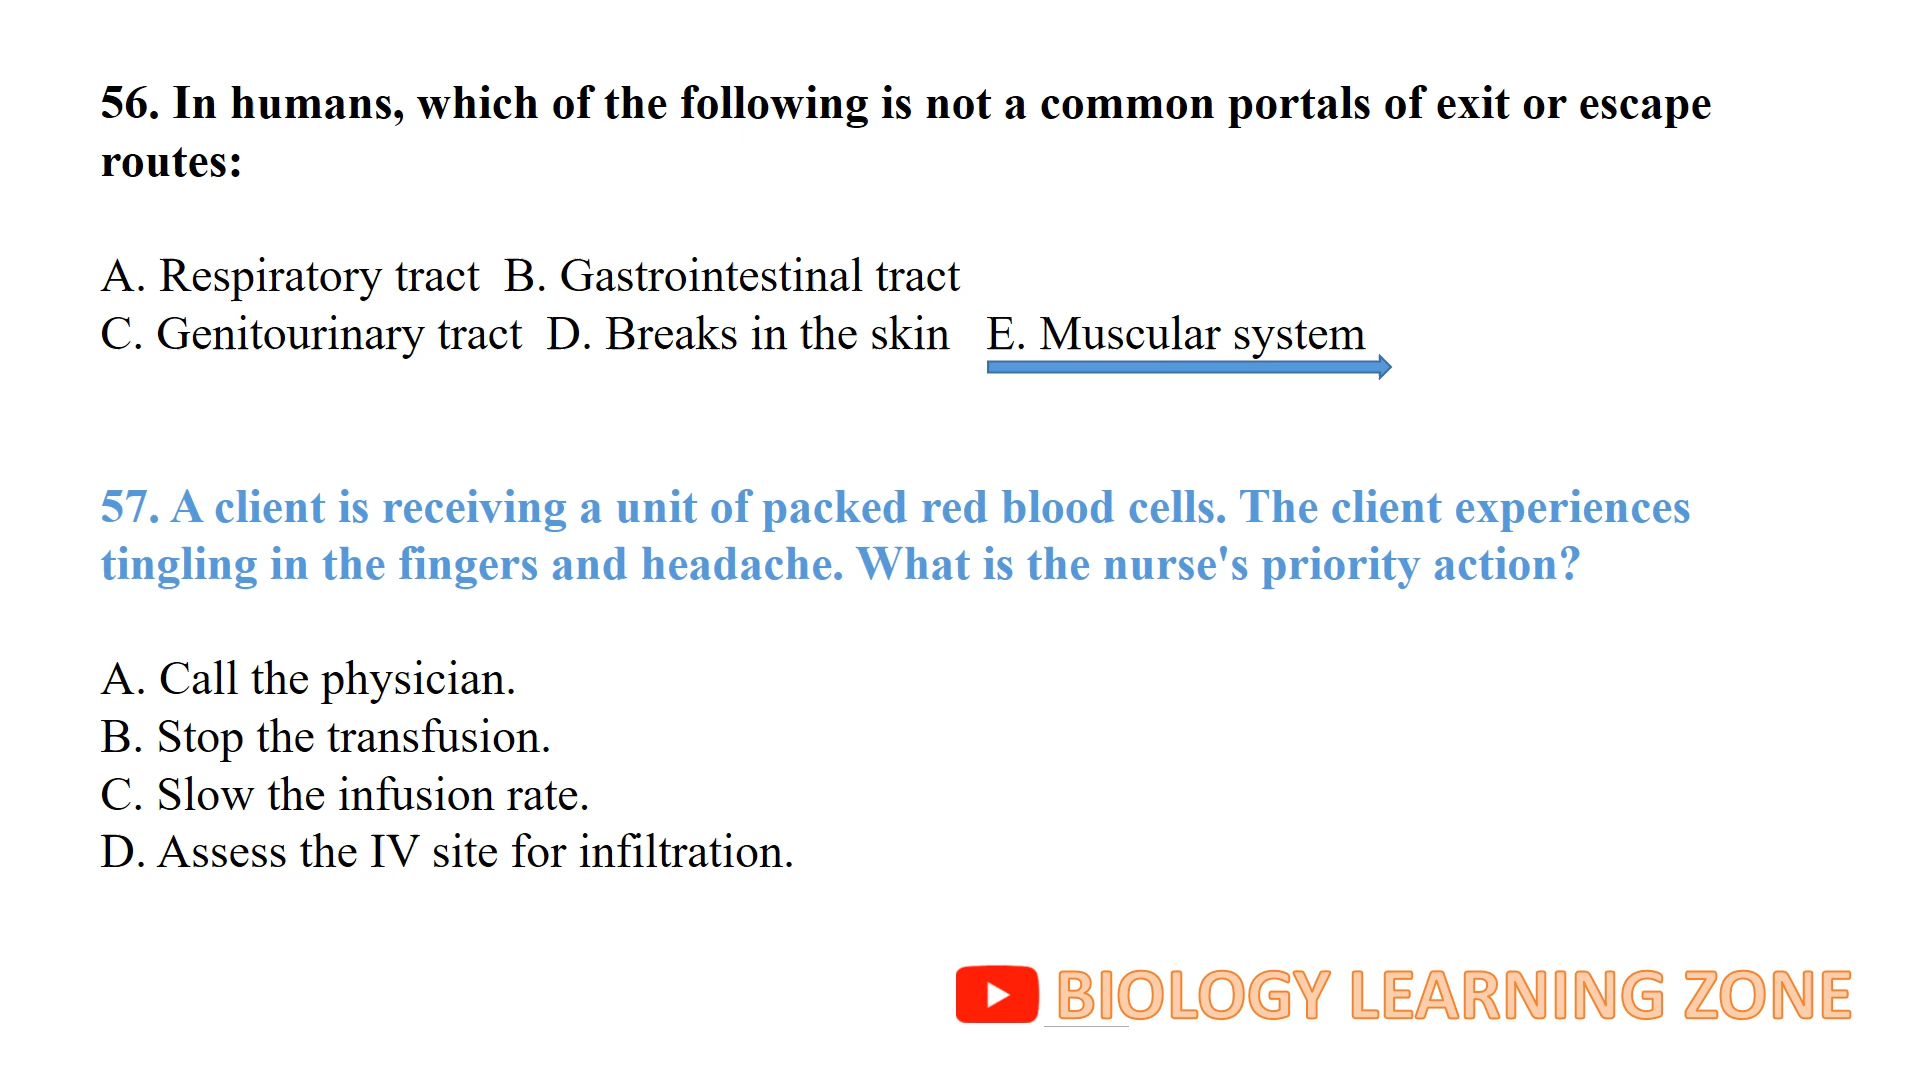 56. In humans, which of the following is not a common portals of exit or escape
routes:
A. Respiratory tract B. Gastrointestinal tract
C. Genitourinary tract D. Breaks in the skin E. Muscular system
57. A client is receiving a unit of packed red blood cells. The client experiences
tingling in the fingers and headache. What is the nurse's priority action?
A. Call the physician.
B. Stop the transfusion.
C. Slow the infusion rate.
D. Assess the IV site for infiltration.
BIOLOGY LEARNING ZONE